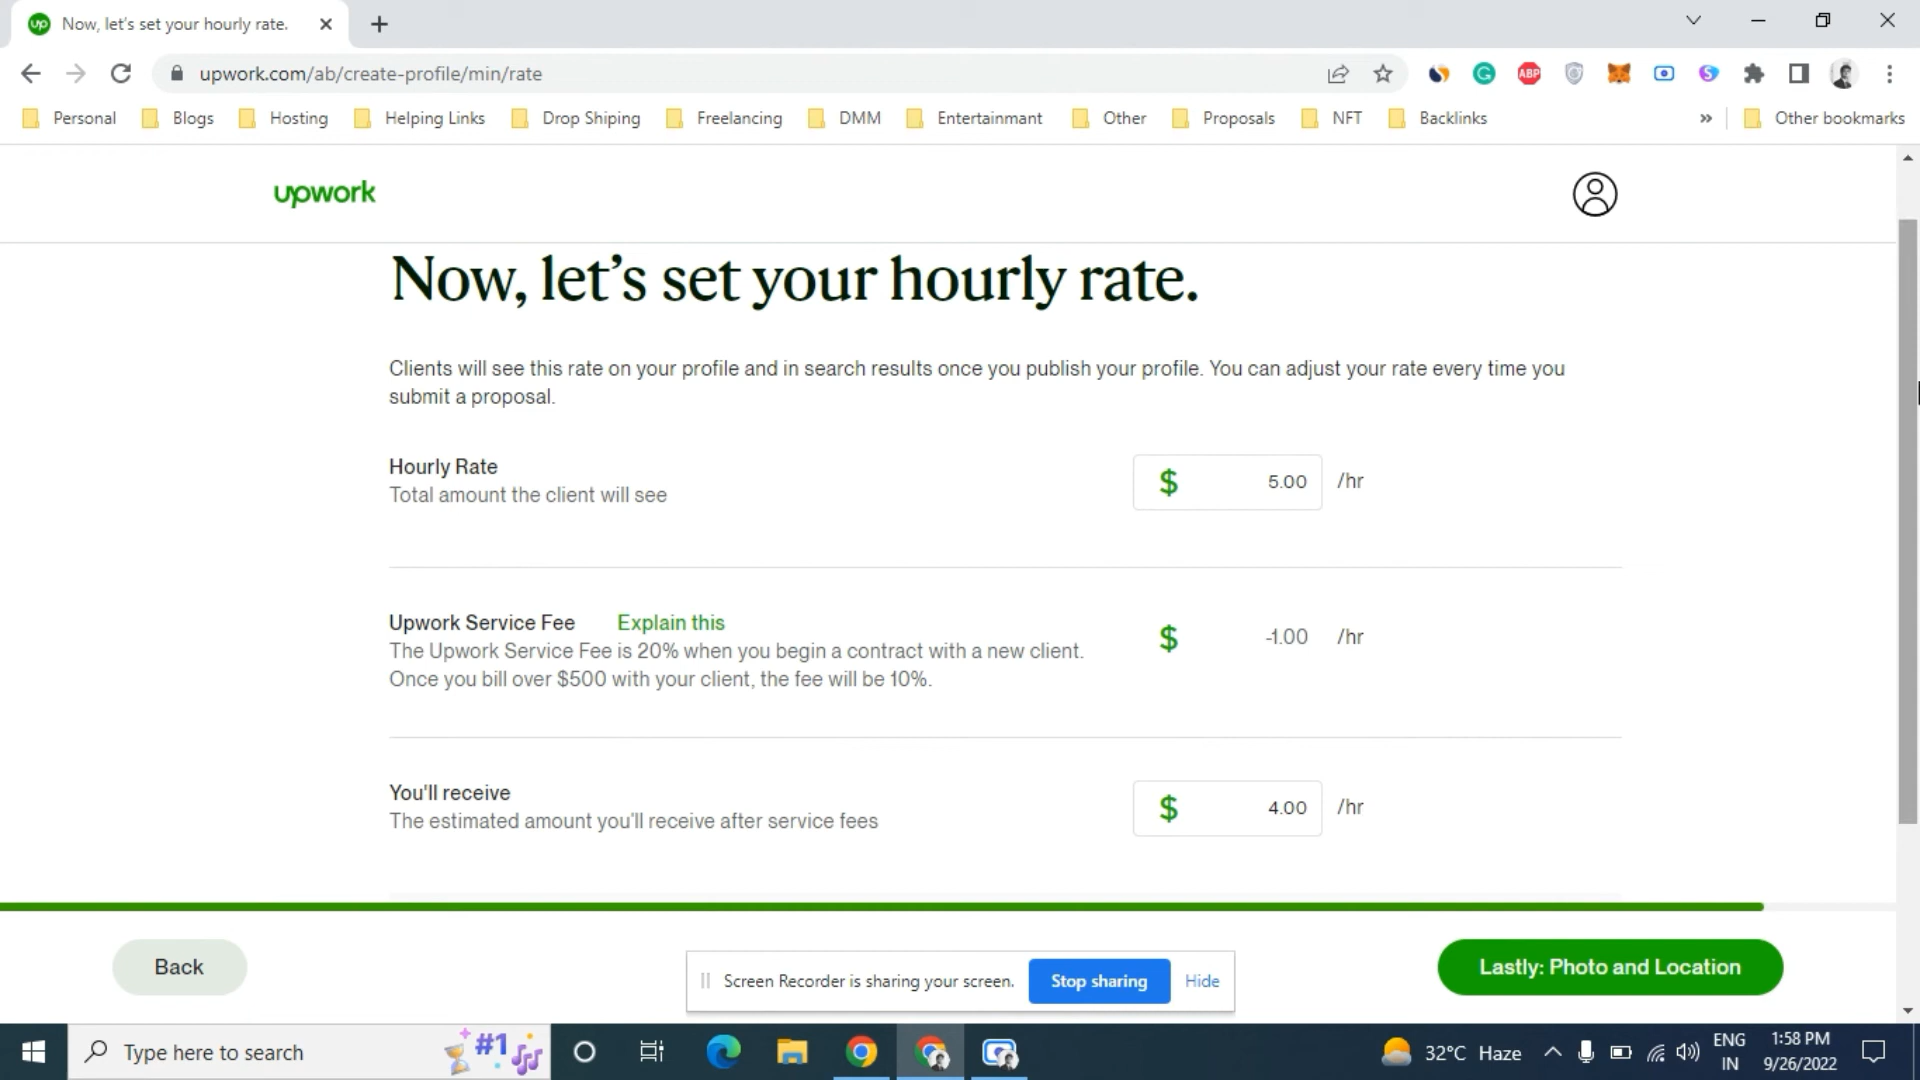 Now, let's set your hourly rate.
upwork.com/ab/create-profile/min/rate
ABP
Personal Blogs Hosting Helping Links Drop Shiping Freelancing DMM Entertainmant Other Proposals NFT Backlinks » Other bookmarks
upwork
Now, let's set your hourly rate.
Clients will see this rate on your profile and in search results once you publish your profile. You can adjust your rate every time you
submit a proposal.
Hourly Rate
Total amount the client will see
$ 5.00 /hr
Upwork Service Fee Explain this
The Upwork Service Fee is 20% when you begin a contract with a new client.
Once you bill over $500 with your client, the fee will be 10%.
$ -1.00 /hr
You'll receive
The estimated amount you'll receive after service fees
$ 4.00 /hr
Back
Screen Recorder is sharing your screen. Stop sharing Hide
Lastly: Photo and Location
Type here to search
#1
32°C Haze
ENG
IN
1:58 PM
9/26/2022